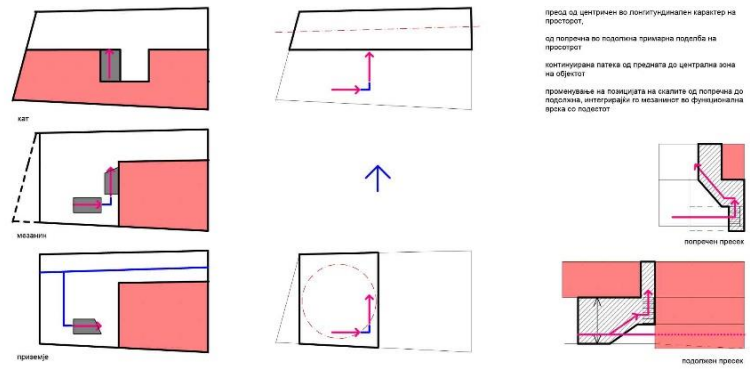 преод од центричен во лонгитудинален карактер на
просторот,
од попречна во подолжна примарна поделба на
просотрот
континуирана патека од предната до централна зона
на објектот
променување на позицијата на скалите од попречна до
подолжна, интегрирајќи го мезанинот во функционална
врска со подестот
кат
мезанин
попречен пресек
приземје
подолжен пресек